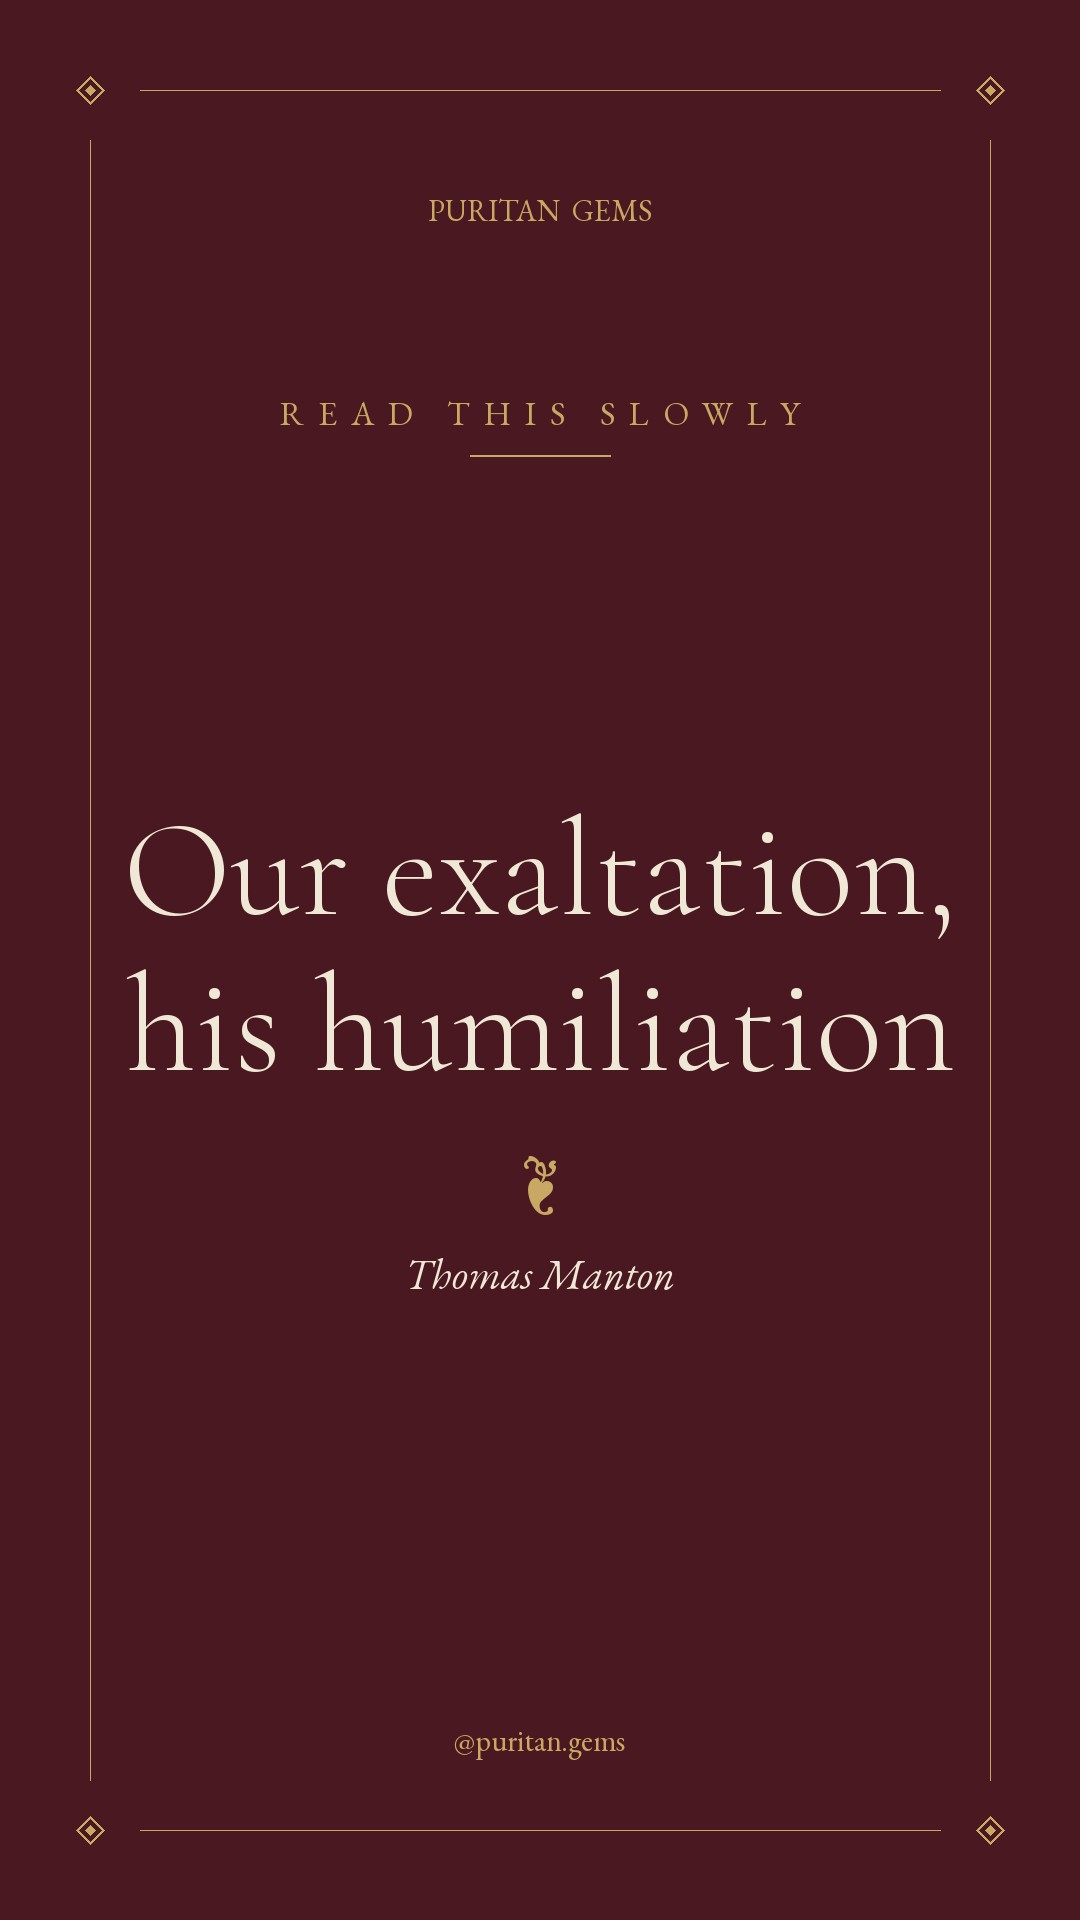 PURITAN GEMS
READ THIS SLOWLY
Our exaltation,
his humiliation
Thomas Manton
@puritan.gems